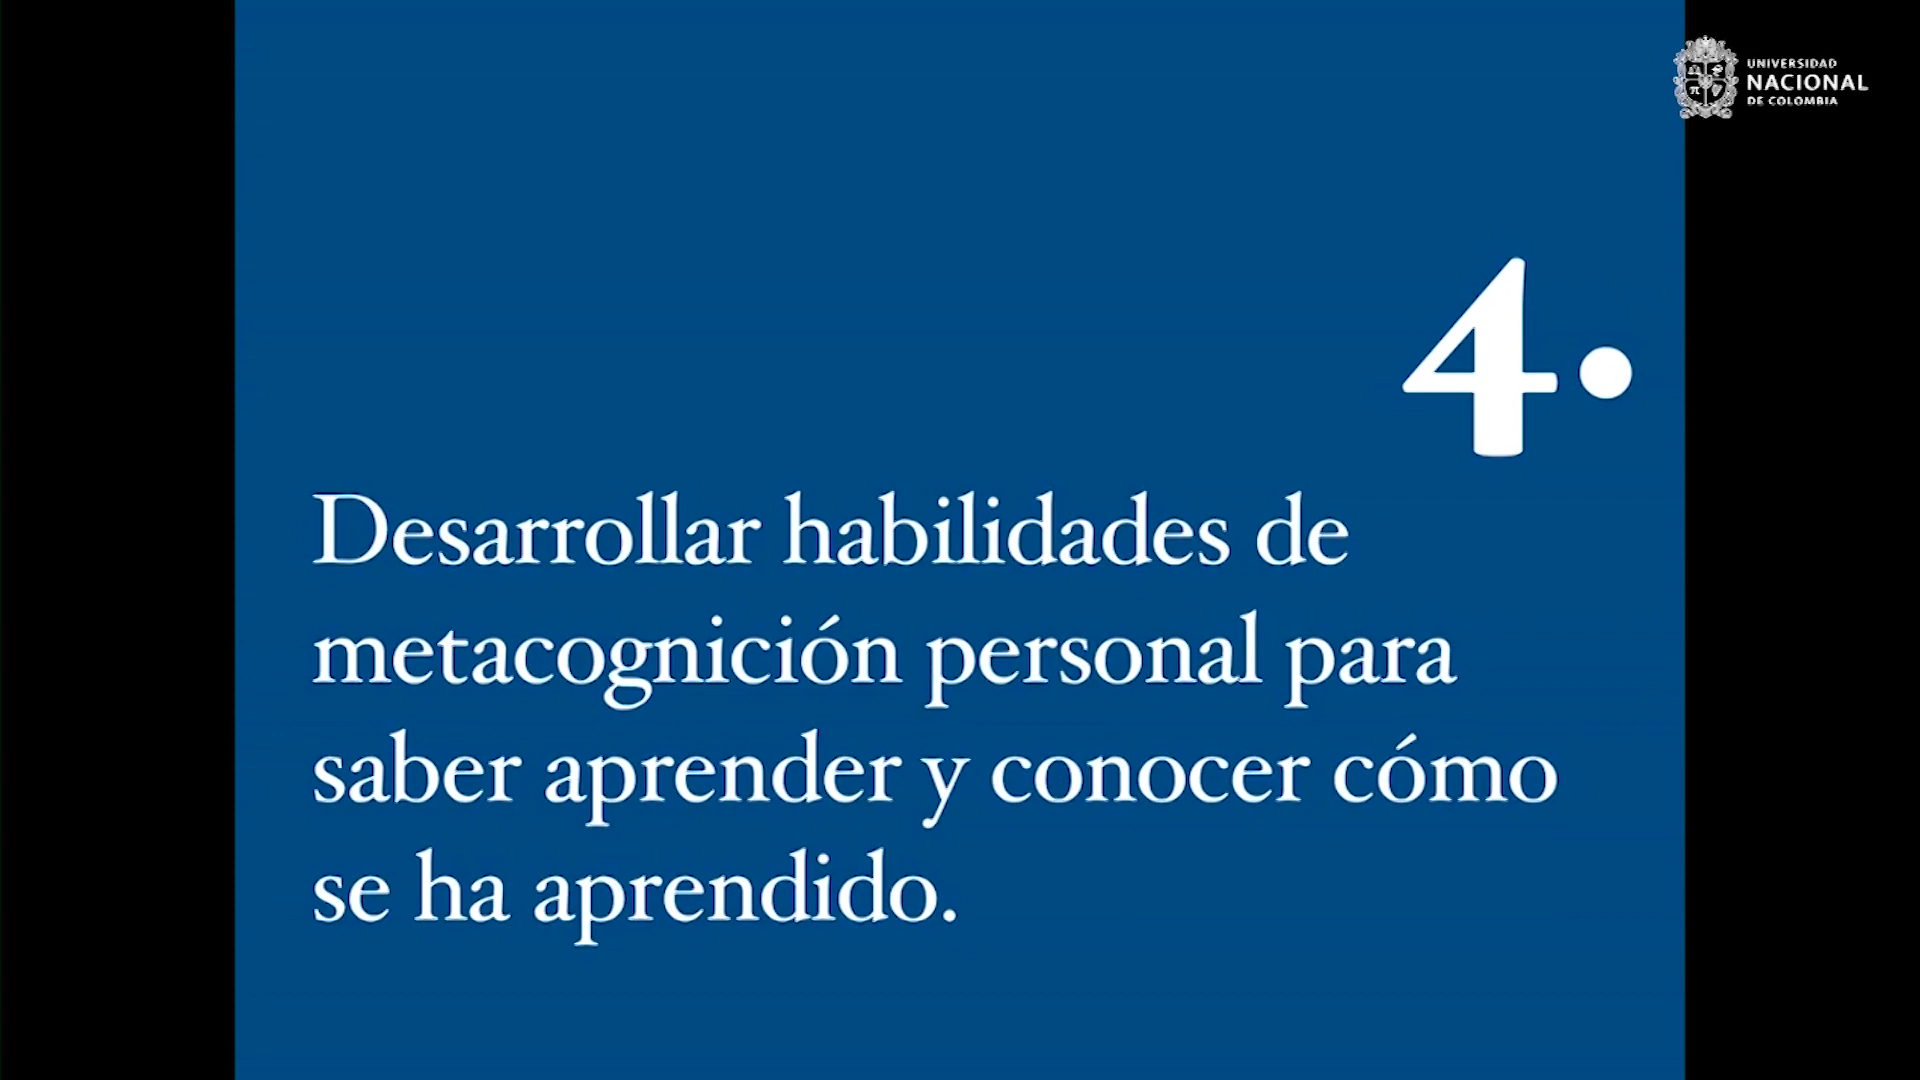 UNIVERSIDAD
NACIONAL
DE COLOMBIA
4.
Desarrollar habilidades de
metacognición personal para
saber aprender y conocer cómo
se ha aprendido.